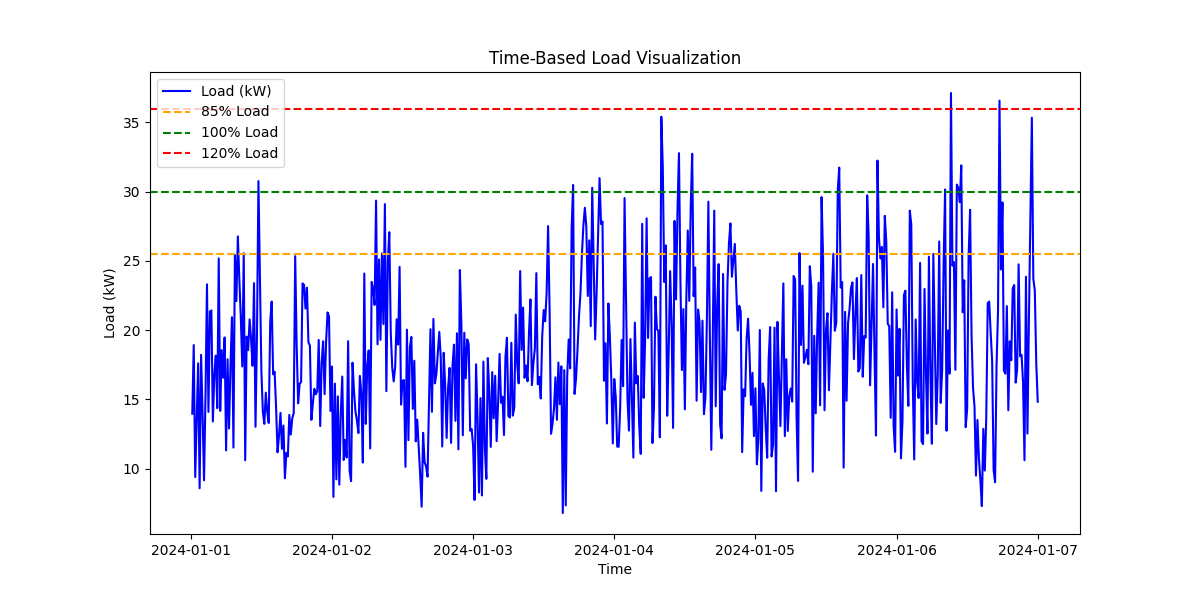 Time-Based Load Visualization
Load (kW)
85% Load
100% Load
120% Load
Load (kW)
35
30
25
20
15
10
2024-01-01 2024-01-02 2024-01-03 2024-01-04 2024-01-05 2024-01-06 2024-01-07
Time